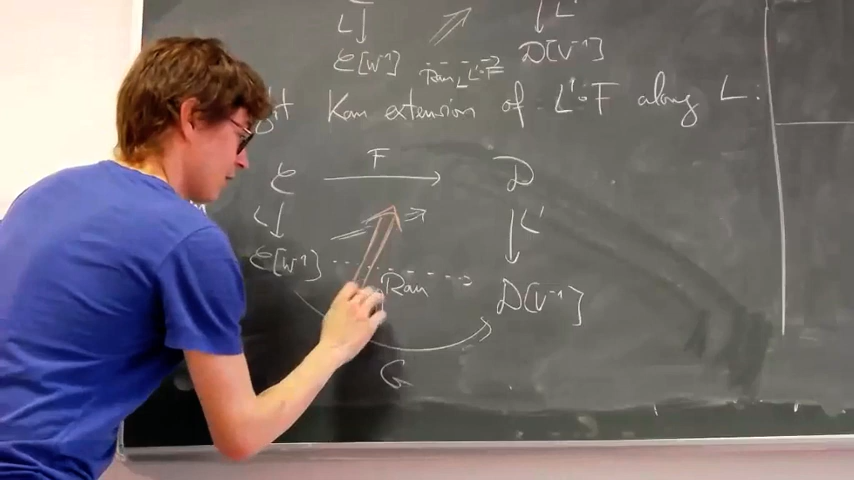 L L'
𝒞[W⁻¹] Ran_L L'∘F 𝒟[V⁻¹]
Kan extension of L'∘F along L:
𝒞 F 𝒟
L L'
𝒞[W⁻¹] Ran 𝒟[V⁻¹]
G